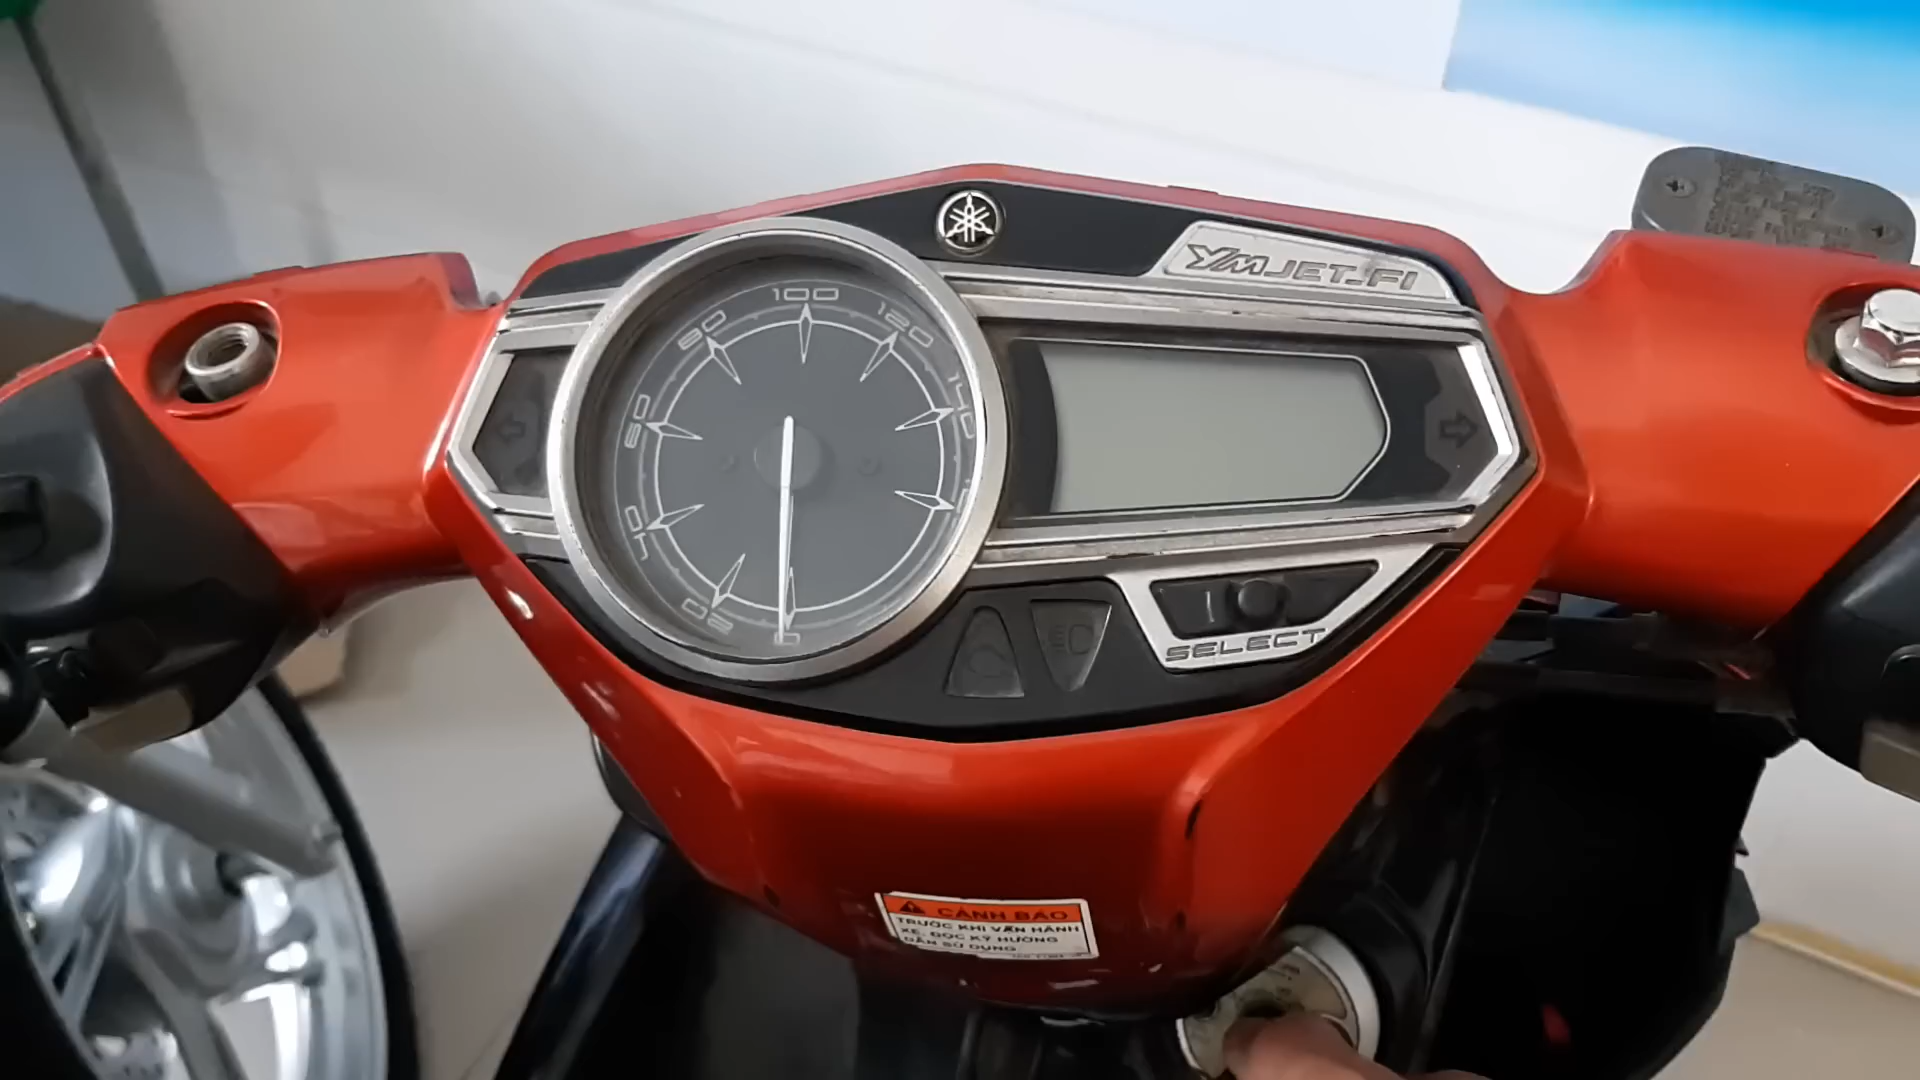 YMJET-FI
0
20
40
60
80
100
120
140
SELECT
CẢNH BÁO
TRƯỚC KHI VẬN HÀNH
XE, ĐỌC KỸ HƯỚNG
DẪN SỬ DỤNG